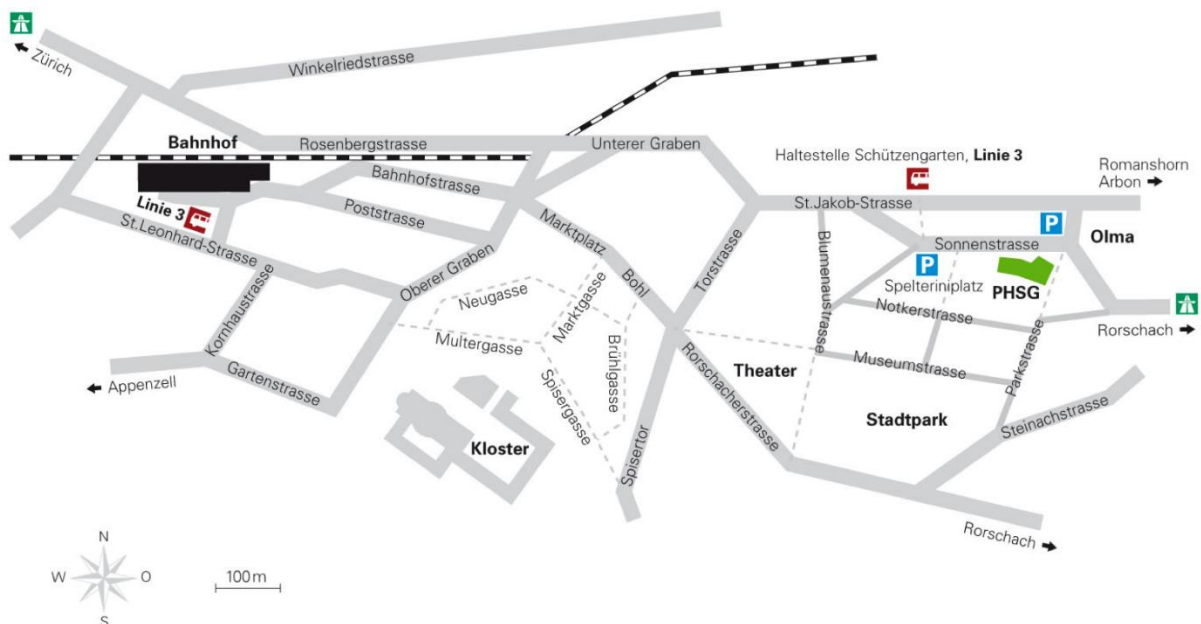 Zürich
Winkelriedstrasse
Bahnhof
Rosenbergstrasse
Unterer Graben
Haltestelle Schützengarten, Linie 3
Romanshorn
Arbon
Bahnhofstrasse
Linie 3
Poststrasse
St.Leonhard-Strasse
Marktplatz
Bohl
Torstrasse
St.Jakob-Strasse
Blumenaustrasse
P
Sonnenstrasse
Olma
P
Spelteriniplatz
PHSG
Oberer Graben
Neugasse
Marktgasse
Multergasse
Brühlgasse
Spisergasse
Kornhaustrasse
Gartenstrasse
Appenzell
Notkerstrasse
Rorschach
Museumstrasse
Parkstrasse
Theater
Rorschacherstrasse
Stadtpark
Steinachstrasse
Kloster
Spisertor
Rorschach
N
W
O
S
100m